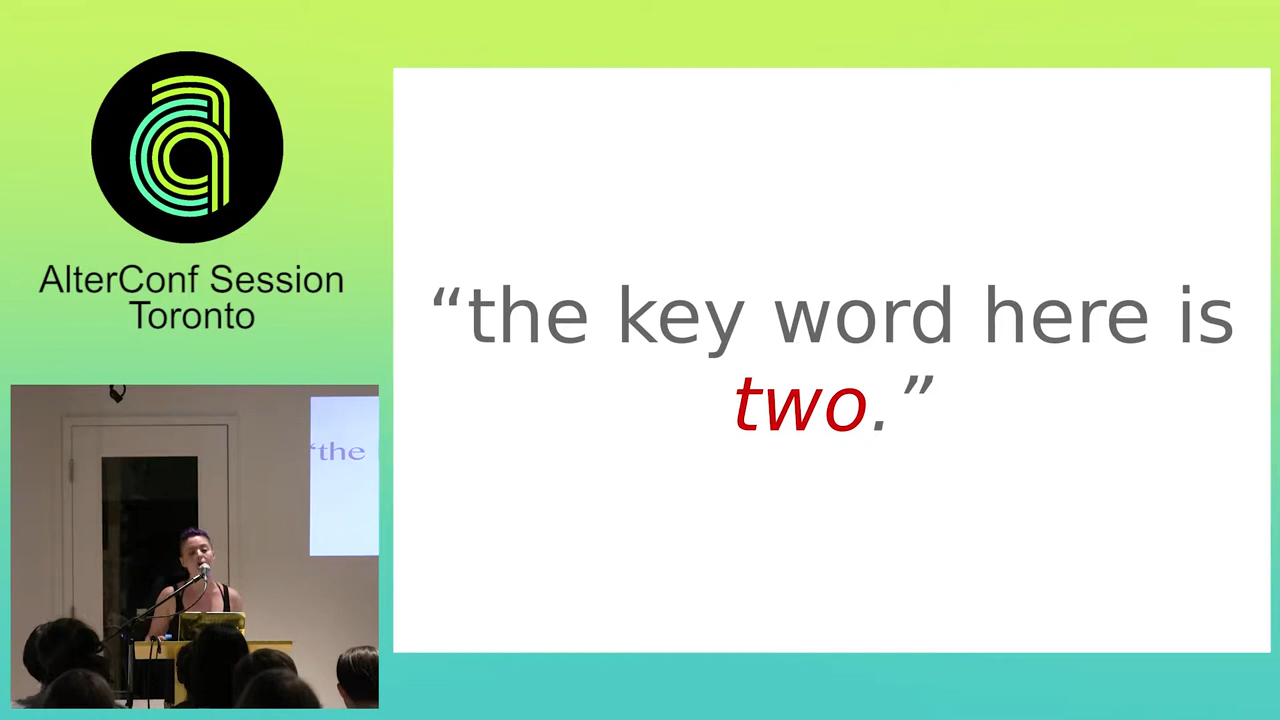 AlterConf Session
Toronto
“the key word here is
two.”
“the